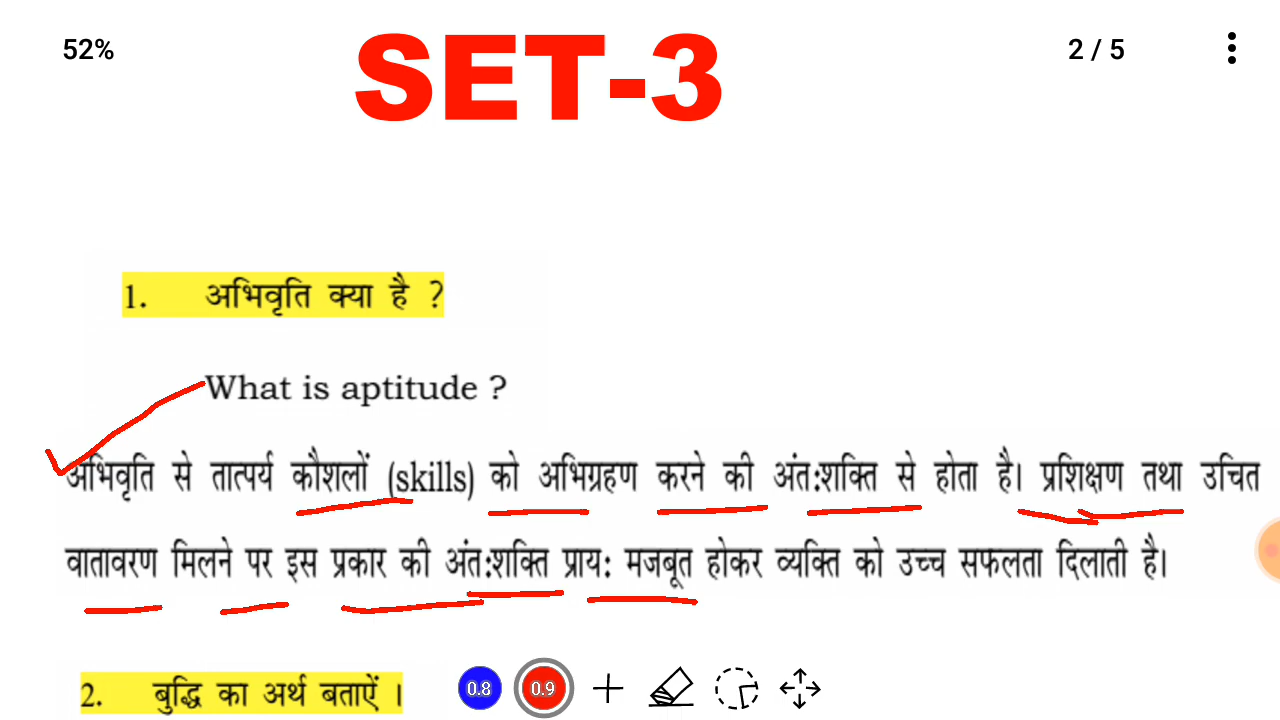 52%
SET-3
2 / 5
1. अभिवृति क्या है ?
What is aptitude ?
अभिवृति से तात्पर्य कौशलों (skills) को अभिग्रहण करने की अंत:शक्ति से होता है। प्रशिक्षण तथा उचित
वातावरण मिलने पर इस प्रकार की अंत:शक्ति प्राय: मजबूत होकर व्यक्ति को उच्च सफलता दिलाती है।
2. बुद्धि का अर्थ बताऐं ।
0.8
0.9